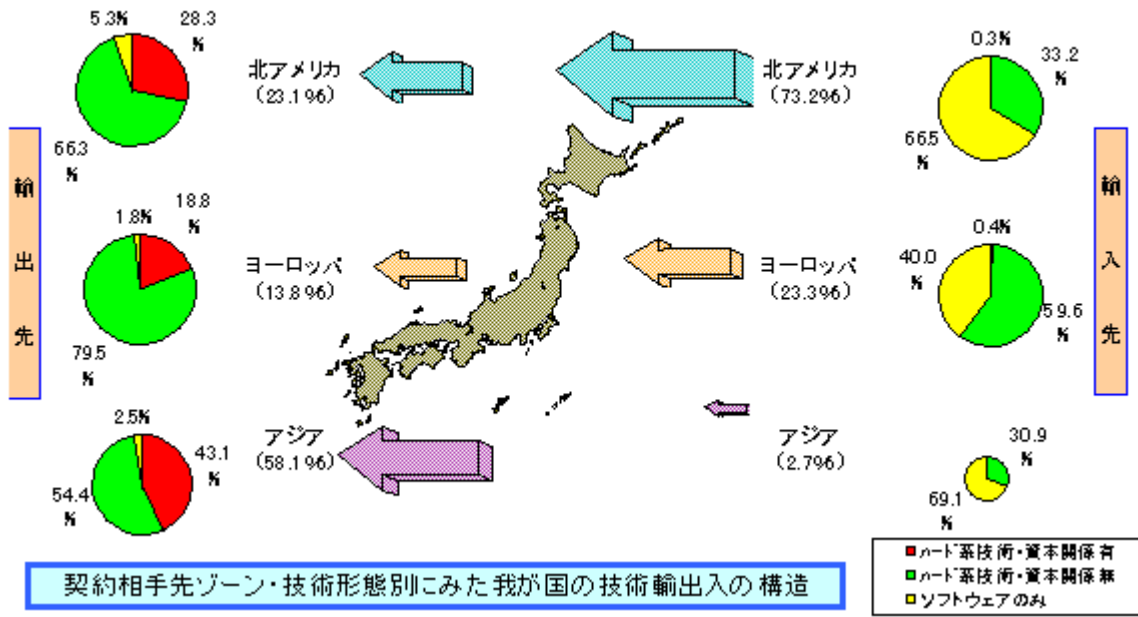 5.3%
28.3
%
66.3
%
北アメリカ
(23.1%)
北アメリカ
(73.2%)
0.3%
33.2
%
66.5
%
輸
出
先
1.8%
18.8
%
79.5
%
ヨーロッパ
(13.8%)
ヨーロッパ
(23.3%)
0.4%
40.0
%
59.6
%
輸
入
先
2.5%
43.1
%
54.4
%
アジア
(58.1%)
アジア
(2.7%)
30.9
%
69.1
%
契約相手先ゾーン・技術形態別にみた我が国の技術輸出入の構造
ハード系技術・資本関係有
ハード系技術・資本関係無
ソフトウェアのみ